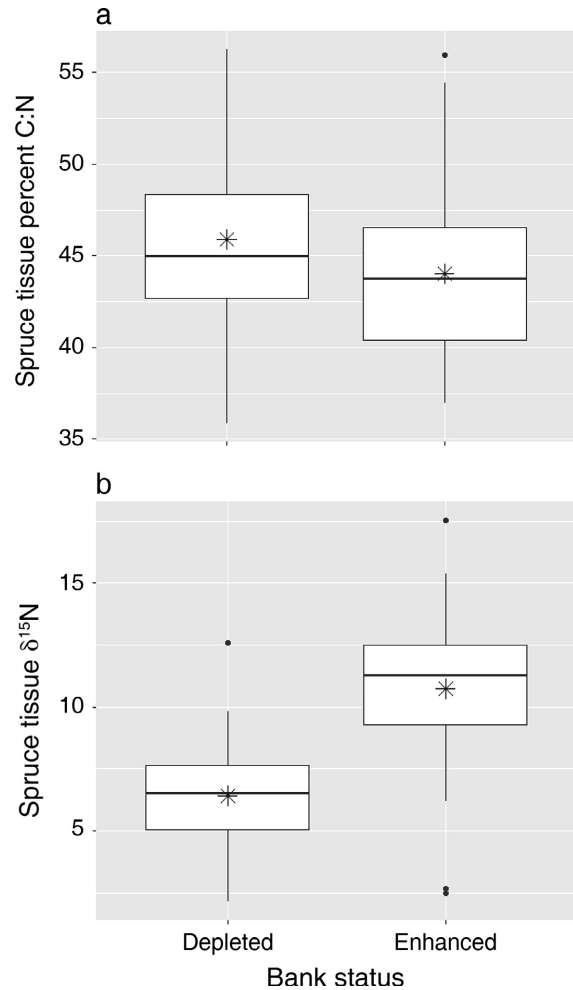 a
Spruce tissue percent C:N
55
50
45
40
35
b
Spruce tissue δ¹⁵N
15
10
5
Depleted Enhanced
Bank status